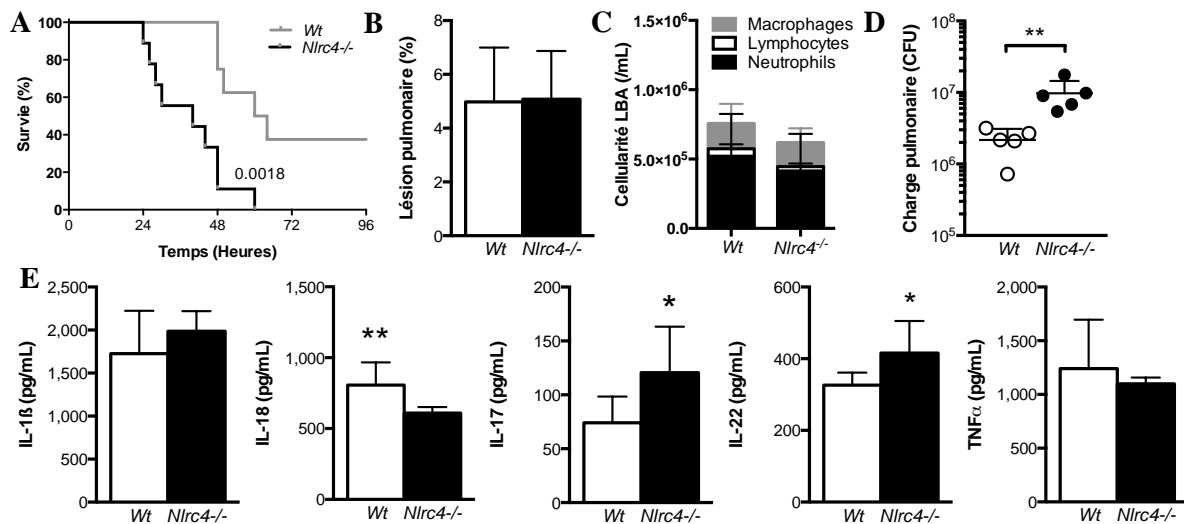 A
Survie (%)
100
80
60
40
20
0
0 24 48 72 96
Temps (Heures)
Wt
Nlrc4-/-
0.0018
B
Lésion pulmonaire (%)
8
6
4
2
0
Wt Nlrc4-/-
C
Cellularité LBA (/mL)
1.5×10⁶
1.0×10⁶
5.0×10⁵
0.0
Macrophages
Lymphocytes
Neutrophils
Wt Nlrc4-/-
D
Charge pulmonaire (CFU)
10⁸
10⁷
10⁶
10⁵
**
Wt Nlrc4-/-
E
IL-1ß (pg/mL)
2,500
2,000
1,500
1,000
500
0
Wt Nlrc4-/-
IL-18 (pg/mL)
1,500
1,000
500
0
**
Wt Nlrc4-/-
IL-17 (pg/mL)
100
150
100
50
0
*
Wt Nlrc4-/-
IL-22 (pg/mL)
600
400
200
0
*
Wt Nlrc4-/-
TNFα (pg/mL)
2,000
1,500
1,000
500
0
Wt Nlrc4-/-